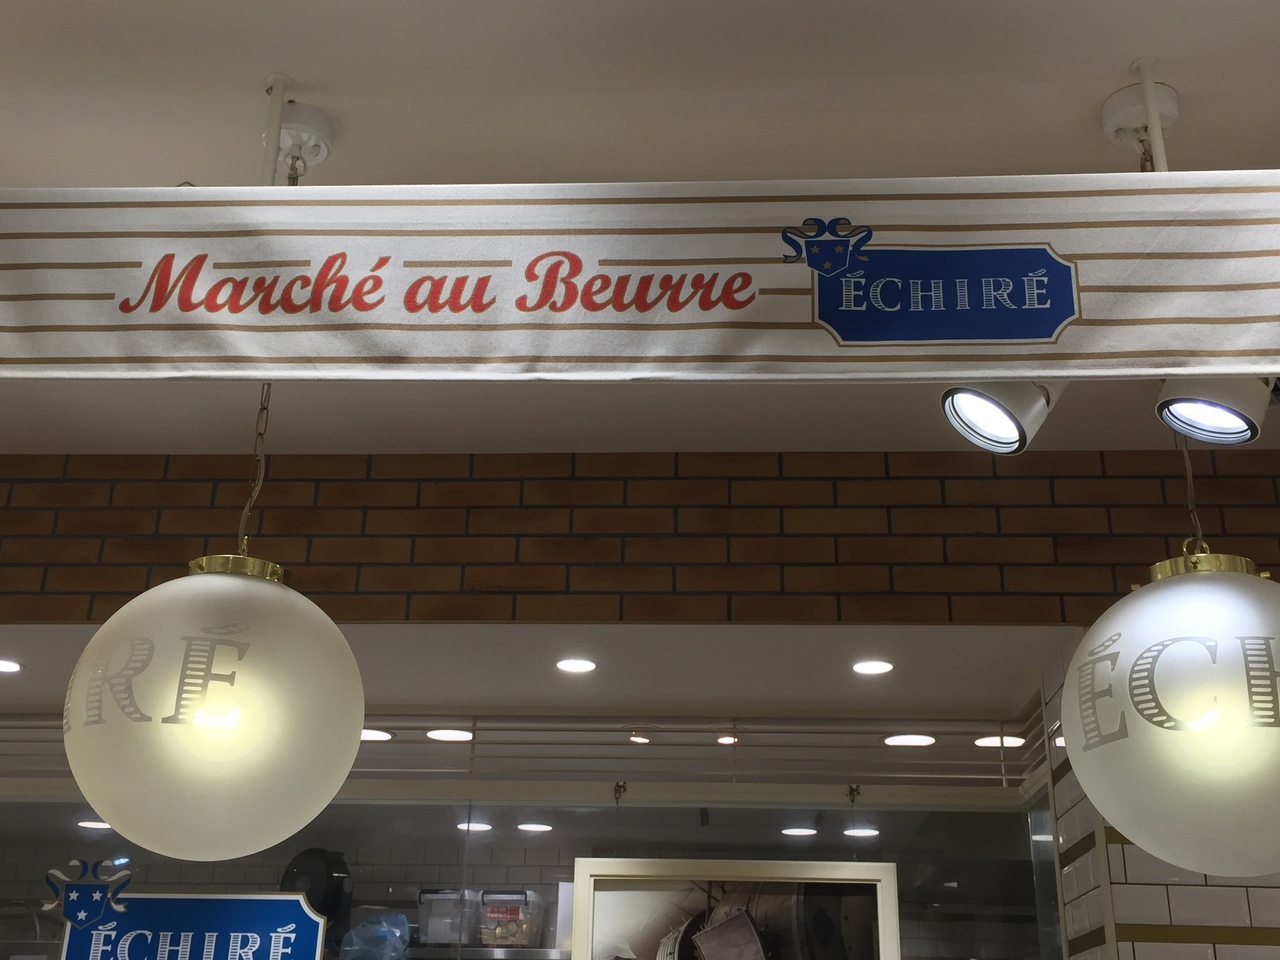 Marché au Beurre
ÉCHIRÉ
RÉ
ÉCH
ÉCHIRÉ